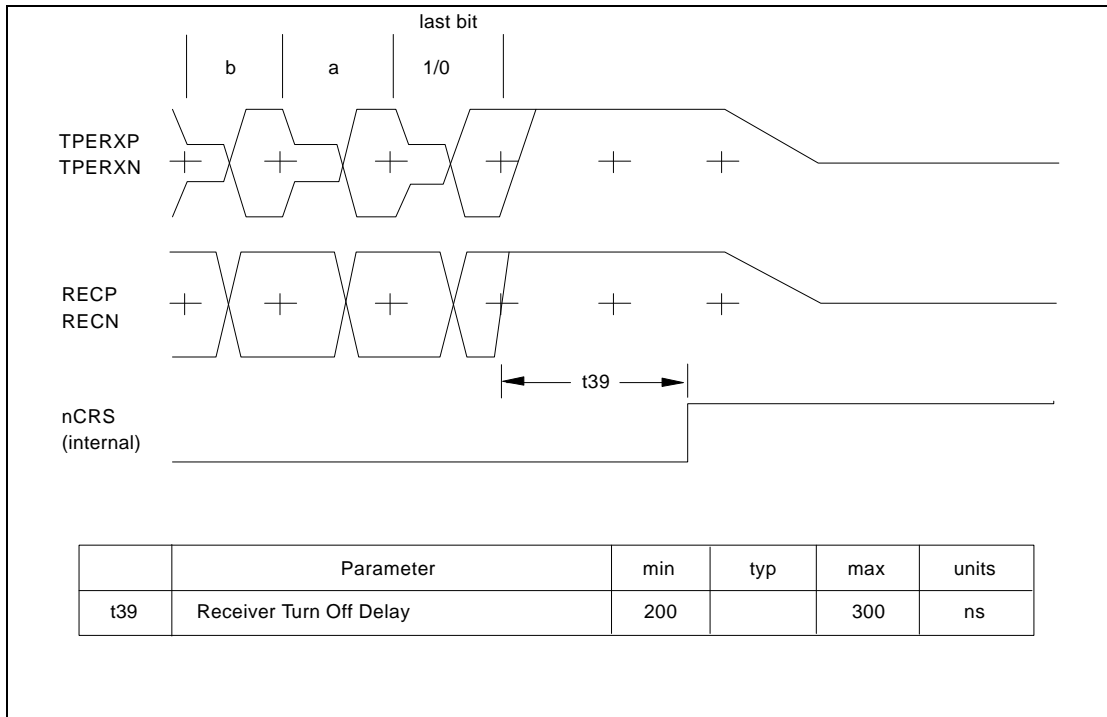 last bit
b a 1/0
TPERXP
TPERXN
RECP
RECN
t39
nCRS
(internal)
Parameter min typ max units
t39 Receiver Turn Off Delay 200 300 ns